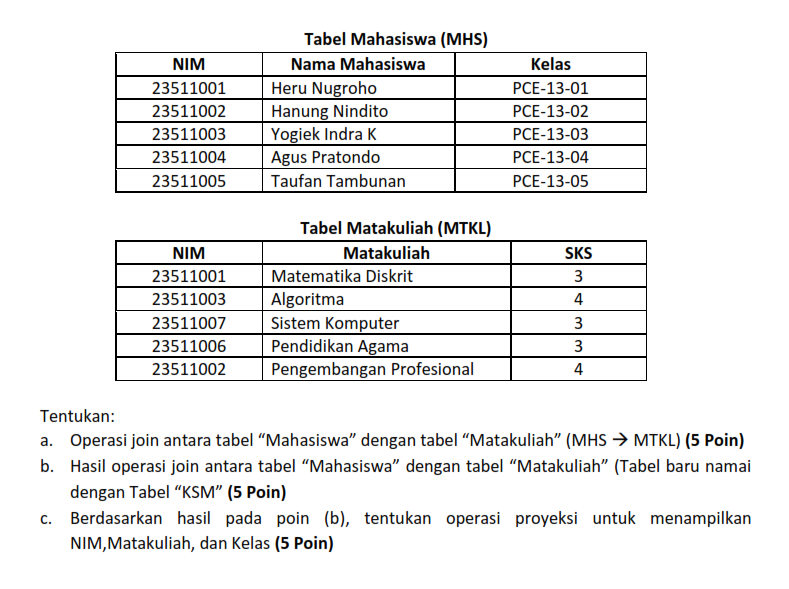 Tabel Mahasiswa (MHS)
NIM Nama Mahasiswa Kelas
23511001 Heru Nugroho PCE-13-01
23511002 Hanung Nindito PCE-13-02
23511003 Yogiek Indra K PCE-13-03
23511004 Agus Pratondo PCE-13-04
23511005 Taufan Tambunan PCE-13-05
Tabel Matakuliah (MTKL)
NIM Matakuliah SKS
23511001 Matematika Diskrit 3
23511003 Algoritma 4
23511007 Sistem Komputer 3
23511006 Pendidikan Agama 3
23511002 Pengembangan Profesional 4
Tentukan:
a. Operasi join antara tabel “Mahasiswa” dengan tabel “Matakuliah” (MHS → MTKL) (5 Poin)
b. Hasil operasi join antara tabel “Mahasiswa” dengan tabel “Matakuliah” (Tabel baru namai
dengan Tabel “KSM” (5 Poin)
c. Berdasarkan hasil pada poin (b), tentukan operasi proyeksi untuk menampilkan
NIM,Matakuliah, dan Kelas (5 Poin)